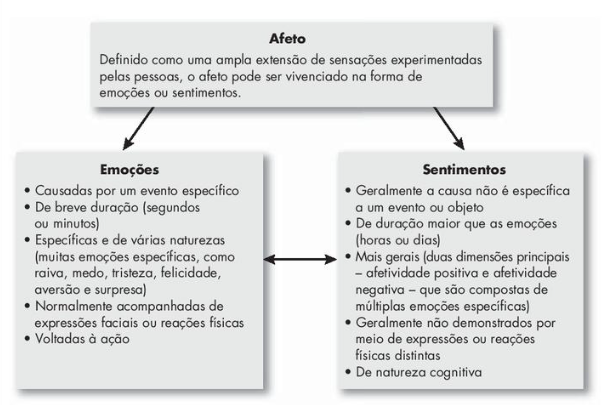 Afeto
Definido como uma ampla extensão de sensações experimentadas
pelas pessoas, o afeto pode ser vivenciado na forma de
emoções ou sentimentos.
Emoções
• Causadas por um evento específico
• De breve duração (segundos
ou minutos)
• Específicas e de várias naturezas
(muitas emoções específicas, como
raiva, medo, tristeza, felicidade,
aversão e surpresa)
• Normalmente acompanhadas de
expressões faciais ou reações físicas
• Voltadas à ação
Sentimentos
• Geralmente a causa não é específica
a um evento ou objeto
• De duração maior que as emoções
(horas ou dias)
• Mais gerais (duas dimensões principais
– afetividade positiva e afetividade
negativa – que são compostas de
múltiplas emoções específicas)
• Geralmente não demonstrados por
meio de expressões ou reações
físicas distintas
• De natureza cognitiva